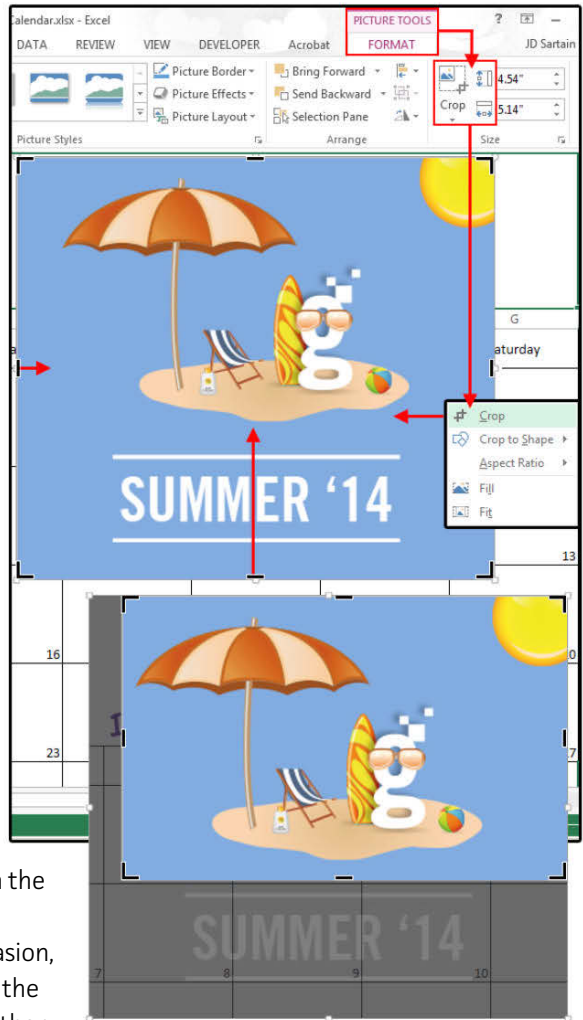 Calendar.xlsx - Excel
PICTURE TOOLS
?
DATA REVIEW VIEW DEVELOPER Acrobat FORMAT JD Sartain
Picture Border
Picture Effects
Picture Layout
Bring Forward
Send Backward
Selection Pane
Crop
4.54"
5.14"
Picture Styles
Arrange
Size
g
SUMMER ‘14
G
aturday
Crop
Crop to Shape
Aspect Ratio
Fill
Fit
13
16
0
23
7
g
SUMMER ‘14
7 8 9 10
the
asion,
the